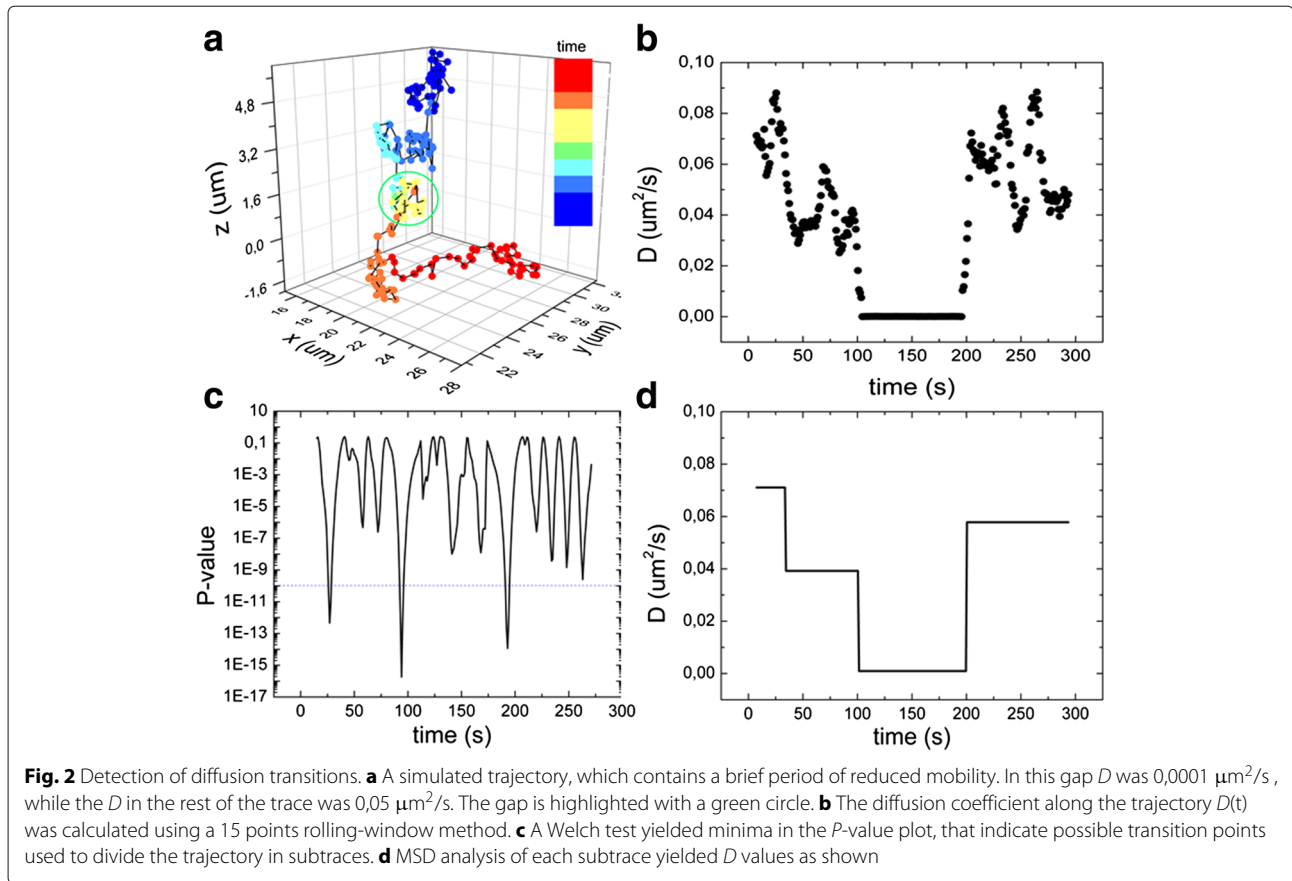 a
time
4,8
3,2
1,6
0,0
-1,6
z (um)
16
18
20
22
24
26
28
x (um)
22
24
26
28
30
3.
y (um)
b
0,10
0,08
0,06
0,04
0,02
0,00
D (um²/s)
0 50 100 150 200 250 300
time (s)
c
10
0,1
1E-3
1E-5
1E-7
1E-9
1E-11
1E-13
1E-15
1E-17
P-value
0 50 100 150 200 250 300
time (s)
d
0,10
0,08
0,06
0,04
0,02
0,00
D (um²/s)
0 50 100 150 200 250 300
time (s)
Fig. 2 Detection of diffusion transitions. a A simulated trajectory, which contains a brief period of reduced mobility. In this gap D was 0,0001 μm²/s ,
while the D in the rest of the trace was 0,05 μm²/s. The gap is highlighted with a green circle. b The diffusion coefficient along the trajectory D(t)
was calculated using a 15 points rolling-window method. c A Welch test yielded minima in the P-value plot, that indicate possible transition points
used to divide the trajectory in subtraces. d MSD analysis of each subtrace yielded D values as shown